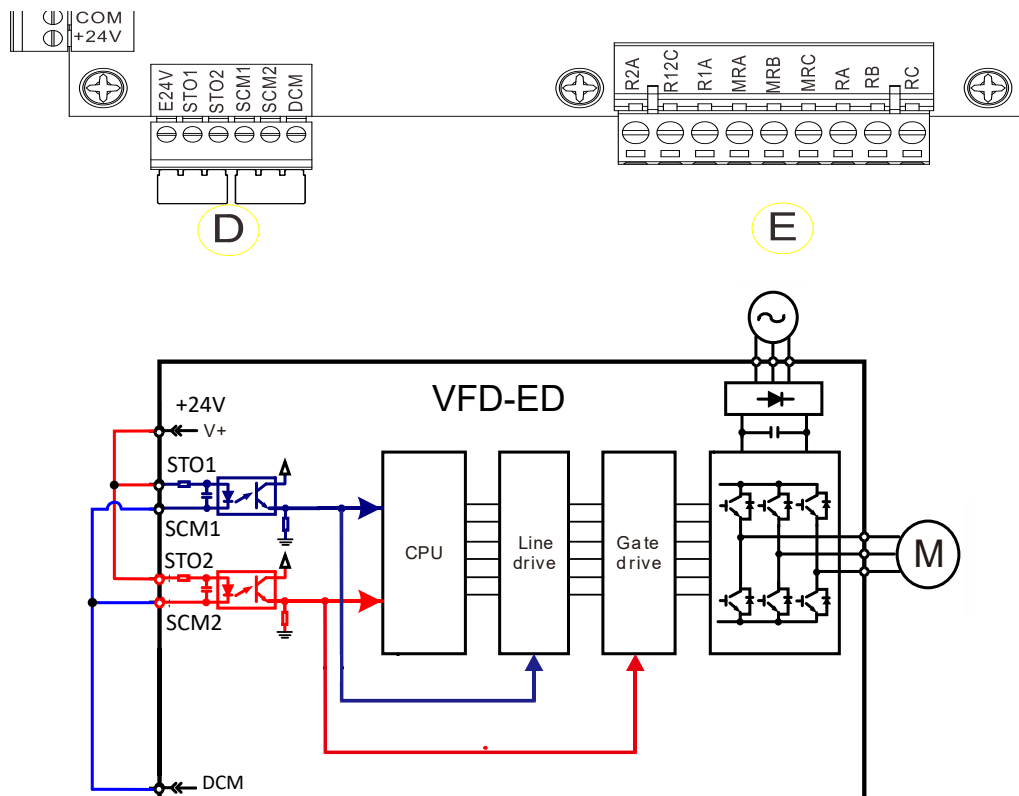 COM
+24V
E24V
STO1
STO2
SCM1
SCM2
DCM
R2A
R12C
R1A
MRA
MRB
MRC
RA
RB
RC
D
E
VFD-ED
+24V
V+
STO1
SCM1
STO2
SCM2
CPU
Line
drive
Gate
drive
M
DCM